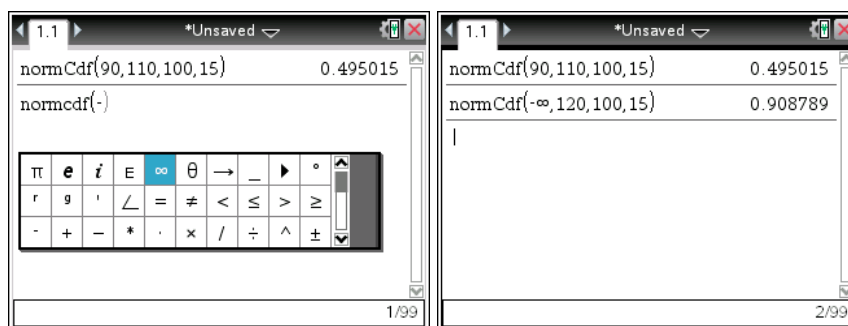 1.1 *Unsaved
normCdf(90,110,100,15) 0.495015
normcdf(-)
π e i E ∞ θ → _ ▶ °
r g ' ∠ = ≠ < ≤ > ≥
- + − * · × / ÷ ^ ±
1/99
1.1 *Unsaved
normCdf(90,110,100,15) 0.495015
normCdf(-∞,120,100,15) 0.908789
2/99